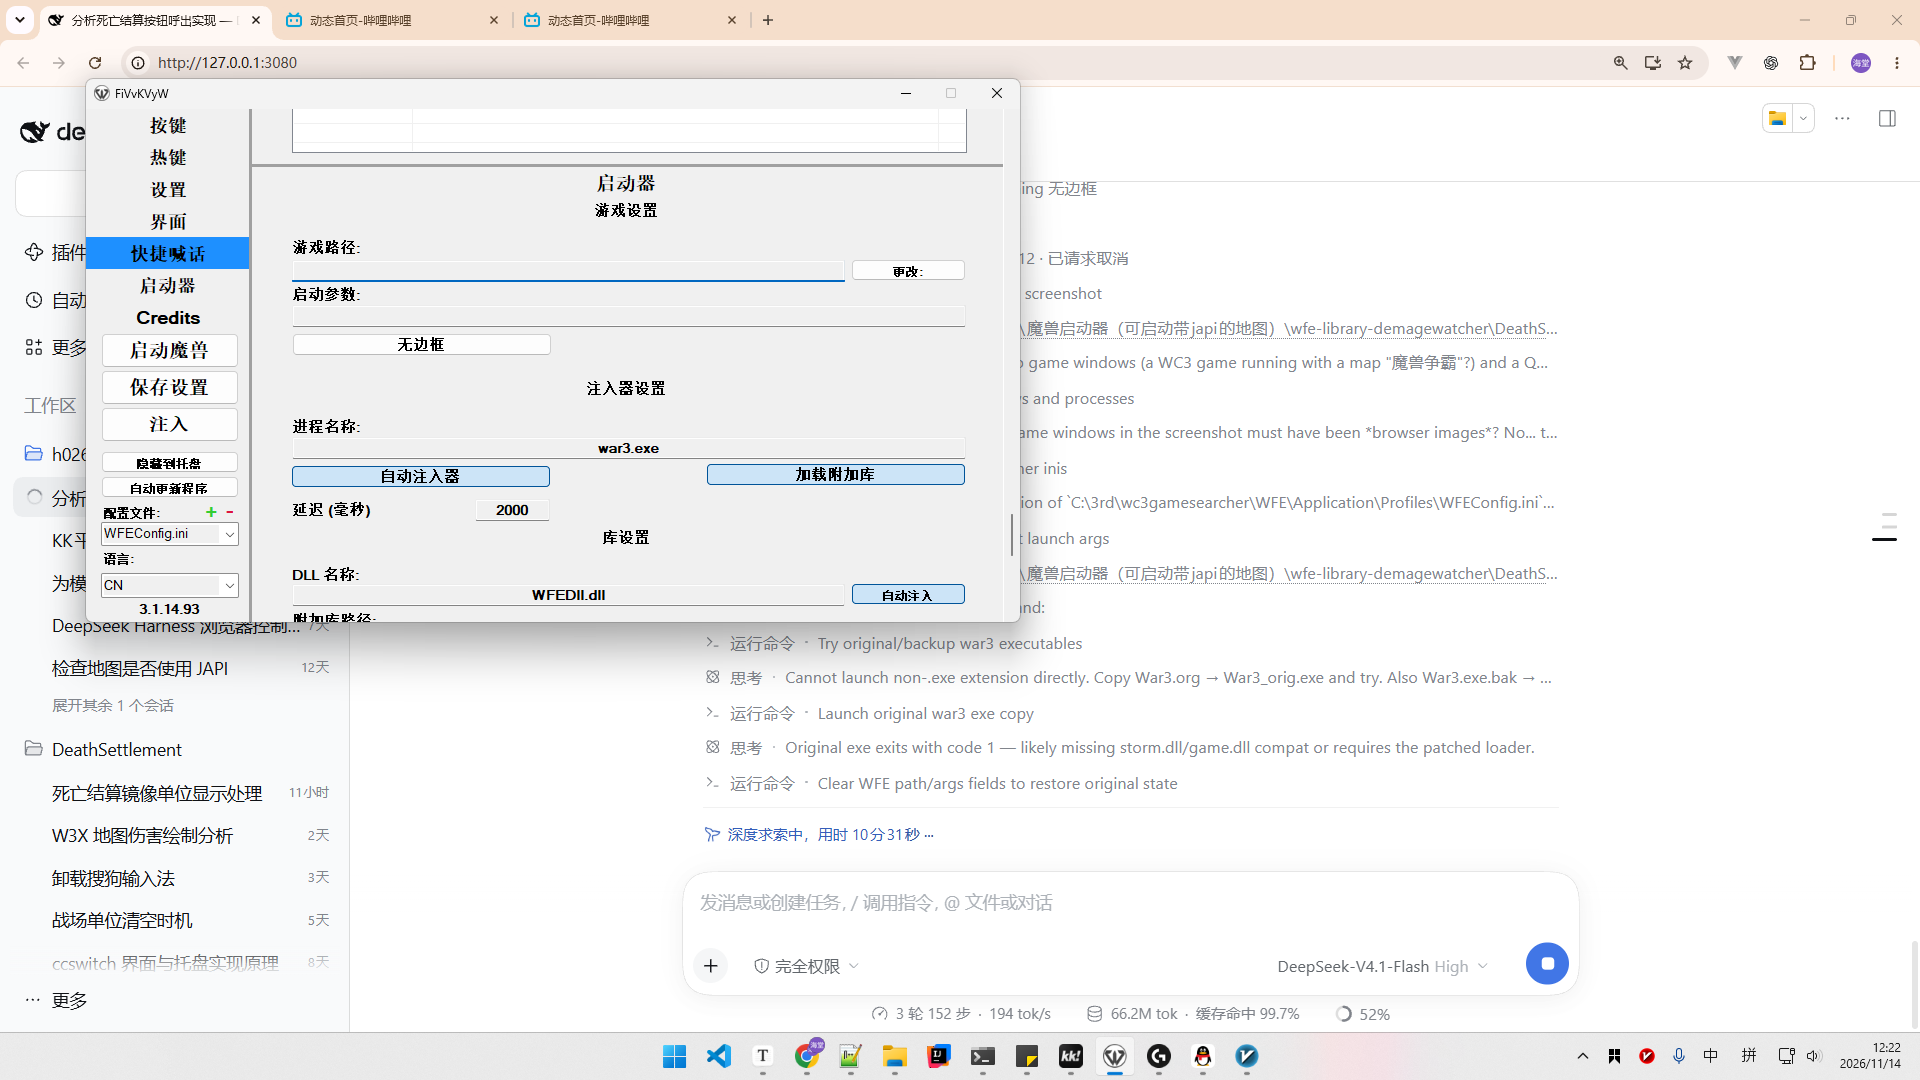 分析死亡结算按钮呼出实现 —
动态首页-哔哩哔哩
动态首页-哔哩哔哩
http://127.0.0.1:3080
海堂
de
插件
自动
更多
工作区
h026
分析
KK平
为模
DeepSeek Harness 浏览器控制... 7天
检查地图是否使用 JAPI 12天
展开其余 1 个会话
DeathSettlement
死亡结算镜像单位显示处理 11小时
W3X 地图伤害绘制分析 2天
卸载搜狗输入法 3天
战场单位清空时机 5天
ccswitch 界面与托盘实现原理 8天
更多
FiVvKVyW
按键
热键
设置
界面
快捷喊话
启动器
Credits
启动魔兽
保存设置
注入
隐藏到托盘
自动更新程序
配置文件: + -
WFEConfig.ini
语言:
CN
3.1.14.93
启动器
游戏设置
游戏路径:
更改:
启动参数:
无边框
注入器设置
进程名称:
war3.exe
自动注入器
加载附加库
延迟 (毫秒)
2000
库设置
DLL 名称:
WFEDll.dll
自动注入
附加库路径:
ing 无边框
12 · 已请求取消
screenshot
\魔兽启动器（可启动带japi的地图）\wfe-library-demagewatcher\DeathS...
game windows (a WC3 game running with a map "魔兽争霸"?) and a Q...
s and processes
ame windows in the screenshot must have been *browser images*? No... t...
er inis
ion of `C:\3rd\wc3gamesearcher\WFE\Application\Profiles\WFEConfig.ini`...
t launch args
\魔兽启动器（可启动带japi的地图）\wfe-library-demagewatcher\DeathS...
nd:
运行命令 · Try original/backup war3 executables
思考 · Cannot launch non-.exe extension directly. Copy War3.org → War3_orig.exe and try. Also War3.exe.bak → ...
运行命令 · Launch original war3 exe copy
思考 · Original exe exits with code 1 — likely missing storm.dll/game.dll compat or requires the patched loader.
运行命令 · Clear WFE path/args fields to restore original state
深度求索中，用时 10分31秒 ···
发消息或创建任务, / 调用指令, @ 文件或对话
完全权限
DeepSeek-V4.1-Flash High
3 轮 152 步 · 194 tok/s
66.2M tok · 缓存命中 99.7%
52%
T
海堂
kk!
中
拼
12:22
2026/11/14